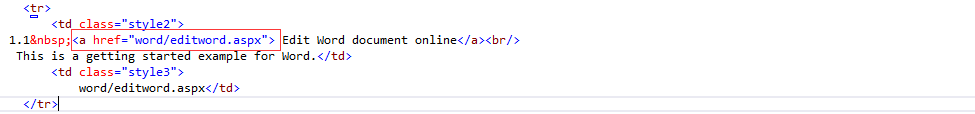 <tr>
<td class="style2">
1.1&nbsp;<a href="word/editword.aspx"> Edit Word document online</a><br/>
This is a getting started example for Word.</td>
<td class="style3">
word/editword.aspx</td>
</tr>